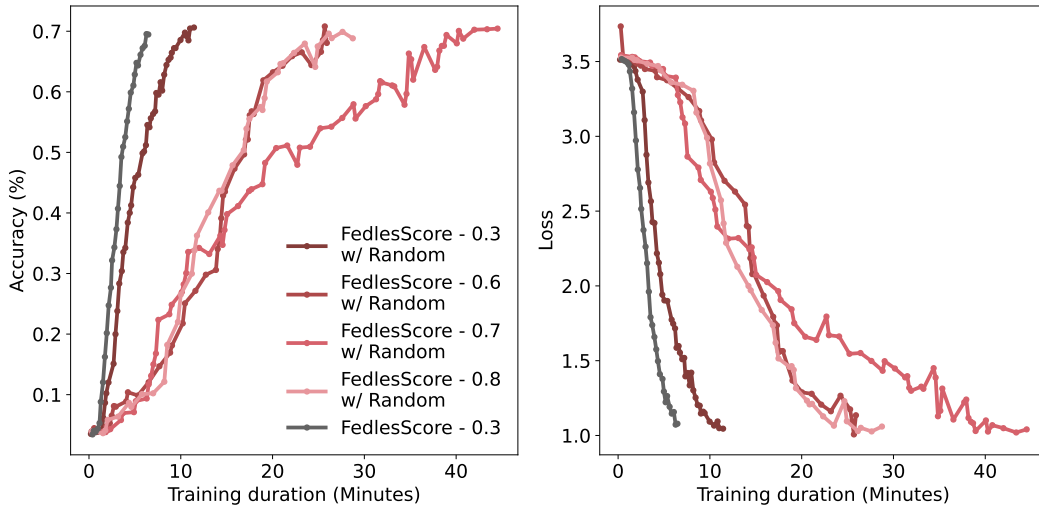 Accuracy (%)
0.7%
0.6%
0.5%
0.4%
0.3%
0.2%
0.1%
0
10
20
30
40
Training duration (Minutes)
FedlesScore - 0.3
w/ Random
FedlesScore - 0.6
w/ Random
FedlesScore - 0.7
w/ Random
FedlesScore - 0.8
w/ Random
FedlesScore - 0.3
Loss
3.5
3.0
2.5
2.0
1.5
1.0
0
10
20
30
40
Training duration (Minutes)